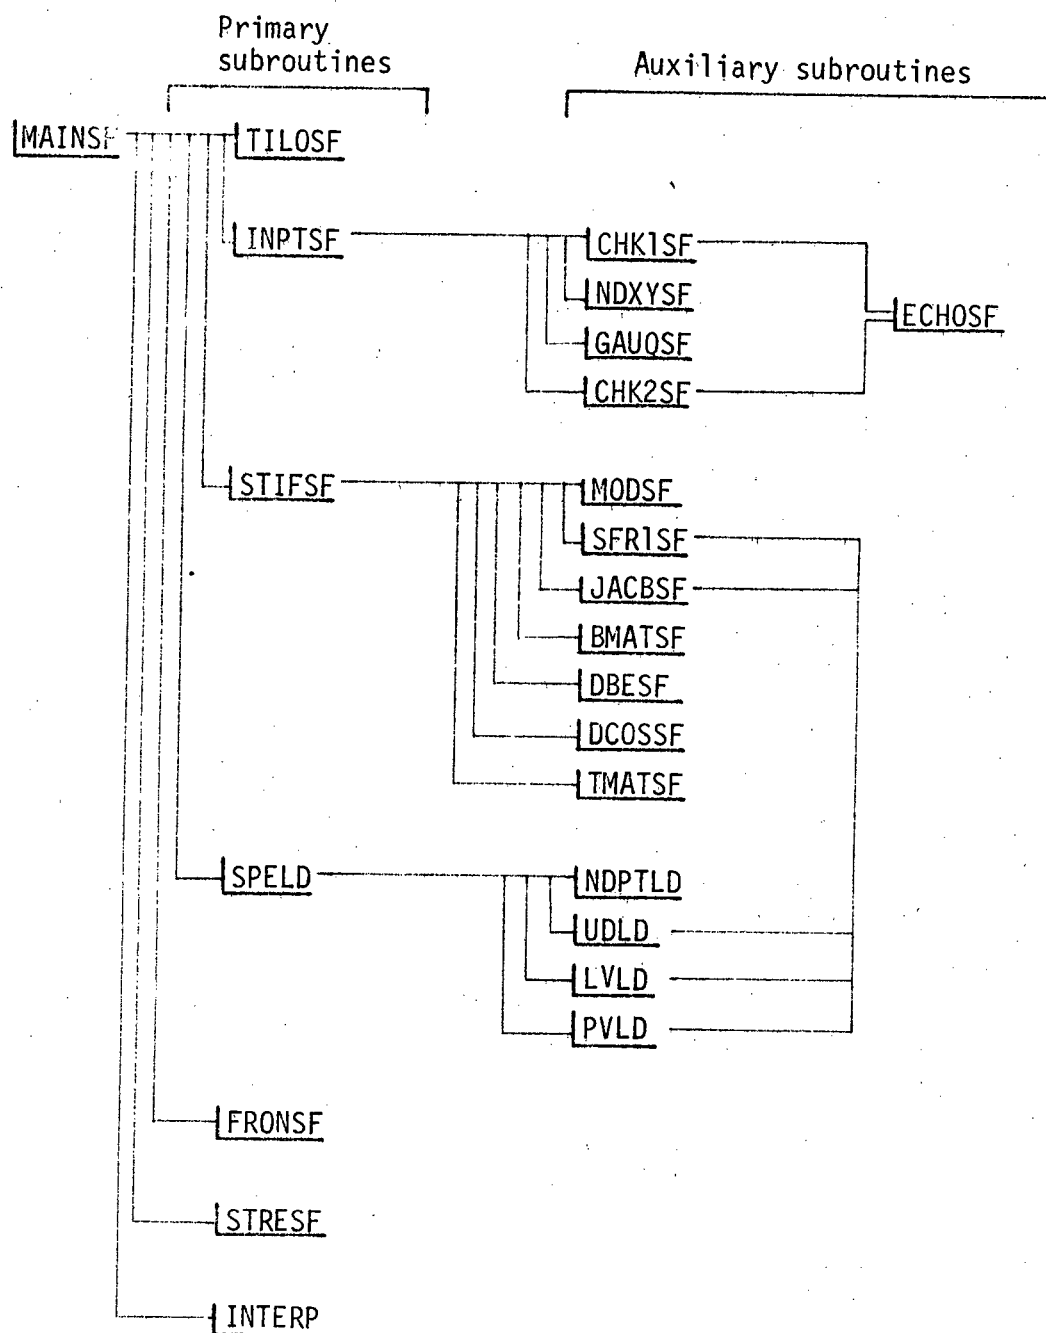 Primary
subroutines
Auxiliary subroutines
MAINSF
TILOSF
INPTSF
CHK1SF
NDXYSF
GAUQSF
CHK2SF
ECHOSF
STIFSF
MODSF
SFR1SF
JACBSF
BMATSF
DBESF
DCOSSF
TMATSF
SPELD
NDPTLD
UDLD
LVLD
PVLD
FRONSF
STRESF
INTERP